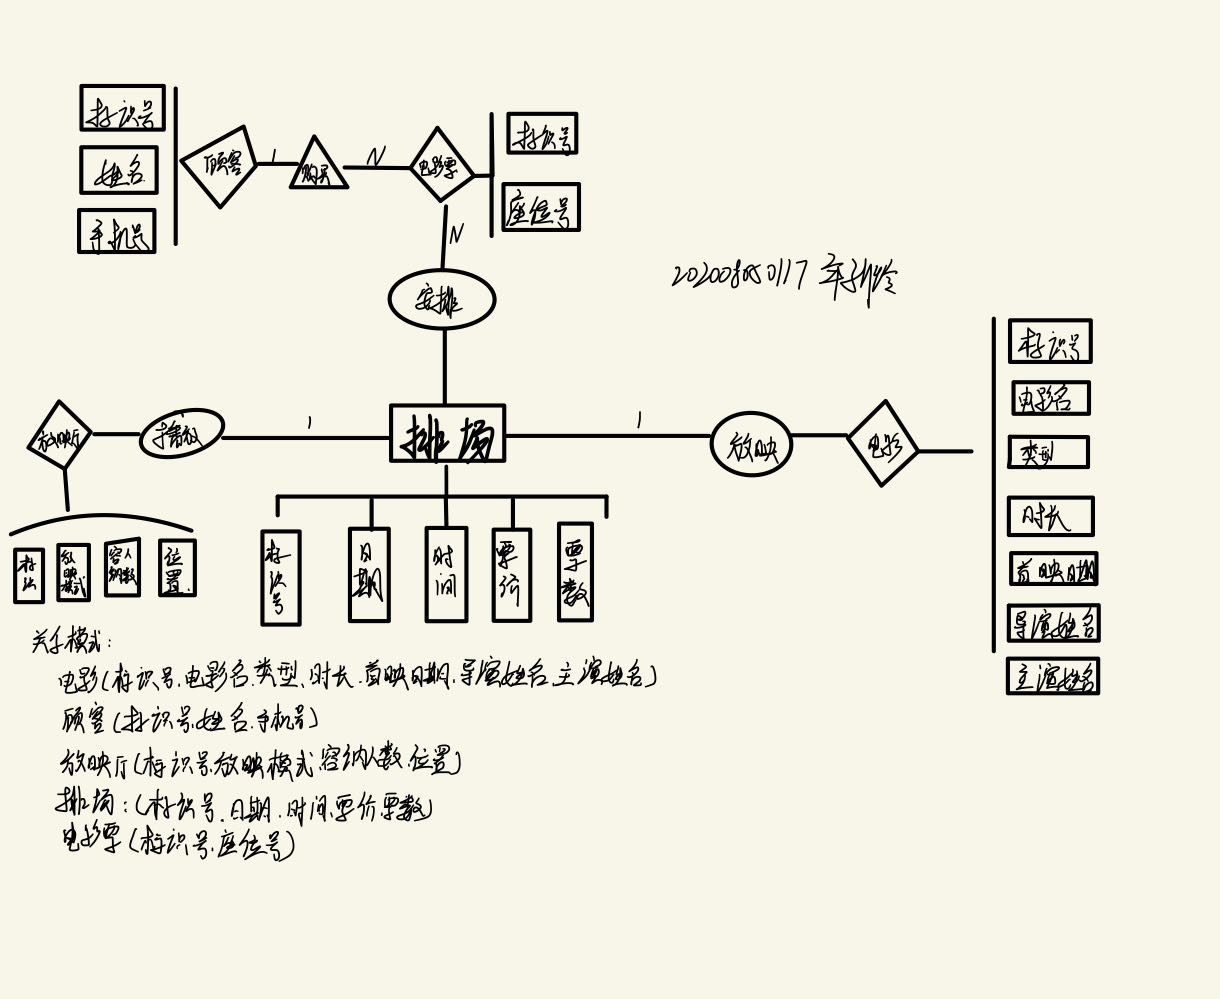 标识号
姓名
手机号
顾客
1
购买
N
电影票
标识号
座位号
N
安排
20200850117
标识号
电影名
类型
时长
首映日期
导演姓名
主演姓名
放映厅
播放
1
排场
1
放映
电影
标识
放映模式
容纳人数
位置
标识号
日期
时间
票价
票数
关系模式:
电影(标识号.电影名.类型、时长.首映日期.导演姓名.主演姓名)
顾客(标识号.姓名.手机号)
放映厅(标识号.放映模式.容纳人数.位置)
排场:(标识号.日期.时间.票价.票数)
电影票(标识号.座位号)